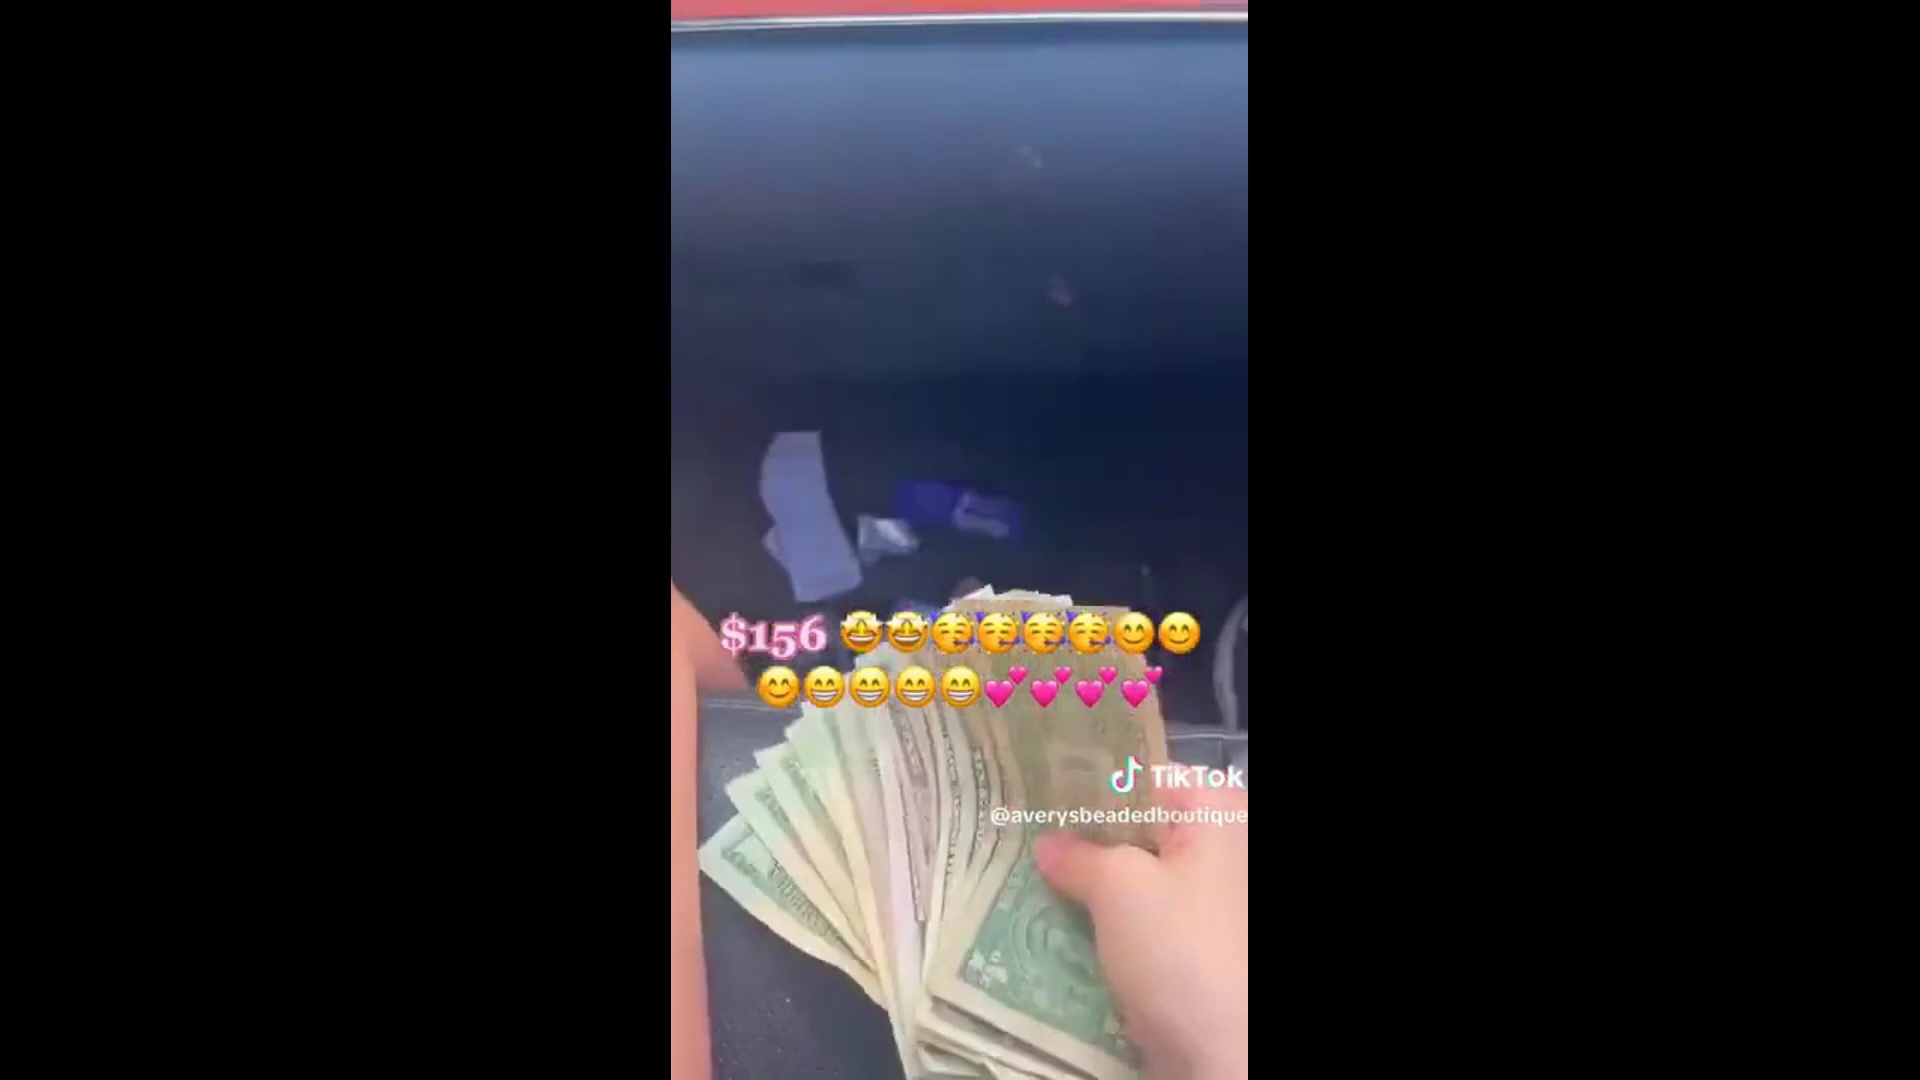 $156 🤩🤩🥳🥳🥳🥳😊😊
😊😁😁😁😁💕💕💕💕
TikTok
@averysbeadedboutique